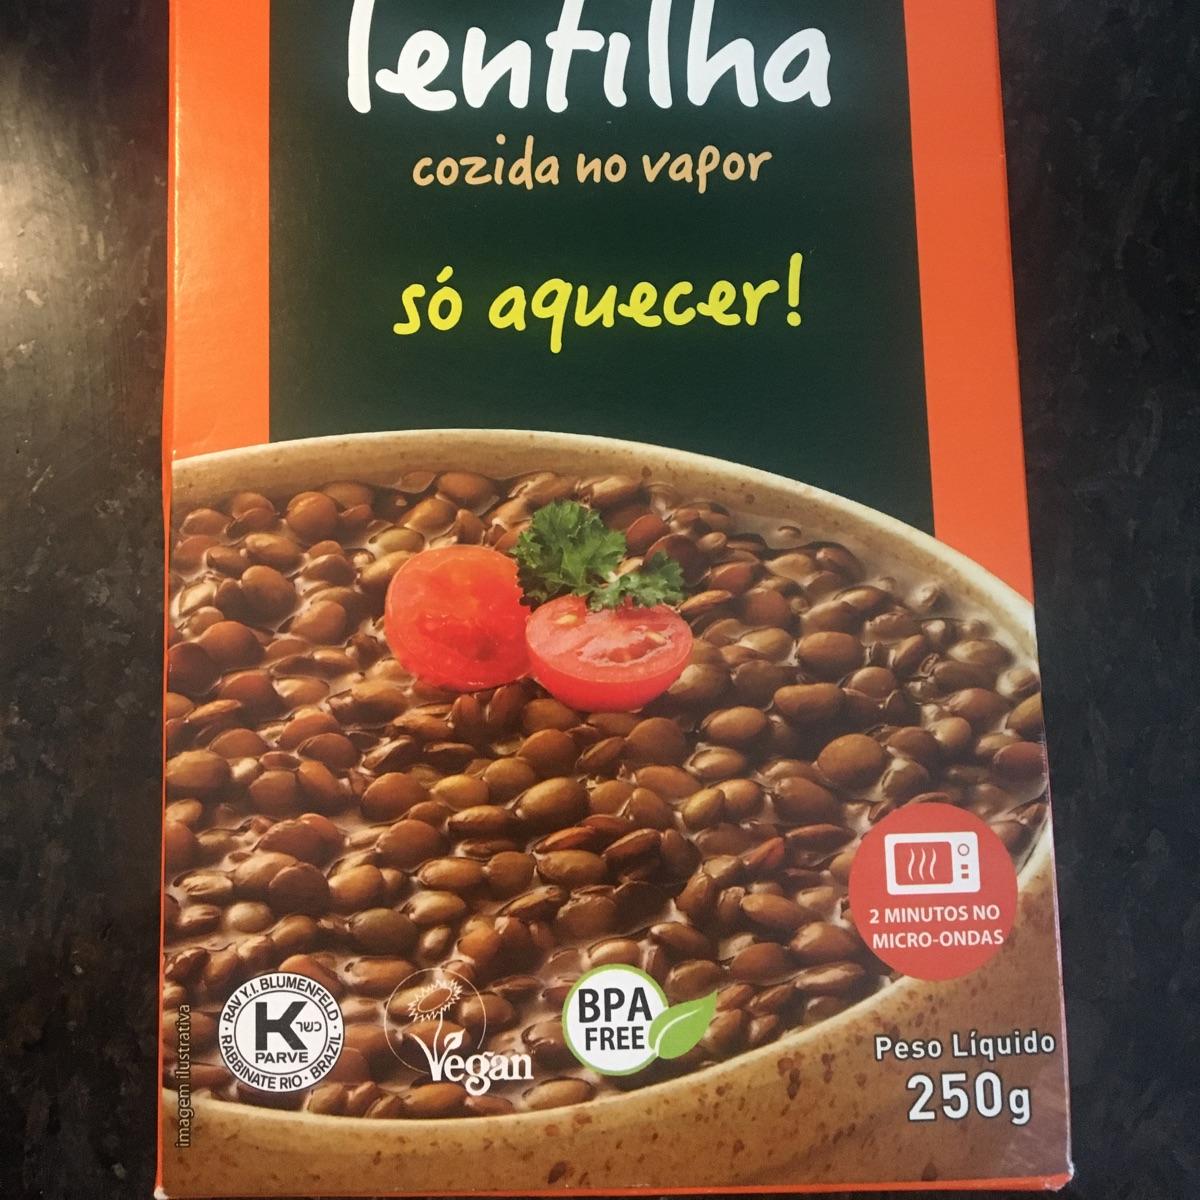 lentilha
cozida no vapor
só aquecer!
2 MINUTOS NO
MICRO-ONDAS
RAV Y.I. BLUMENFELD
K
כשר
PARVE
RABBINATE RIO · BRAZIL
Vegan
BPA
FREE
Peso Líquido
250g
imagem ilustrativa